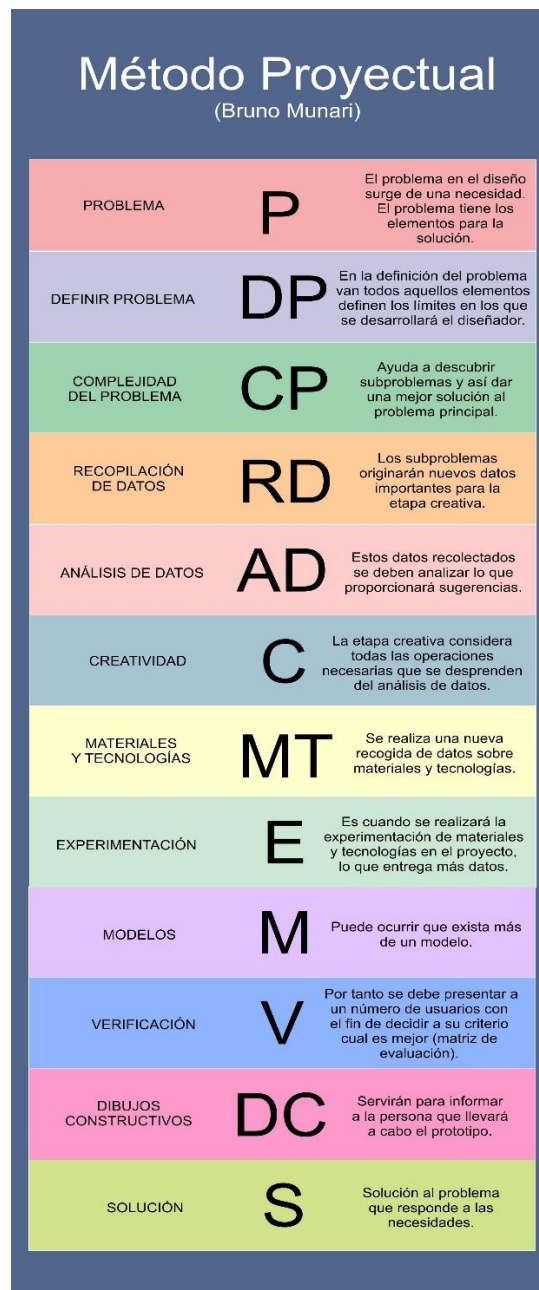 Método Proyectual
(Bruno Munari)
PROBLEMA
P
El problema en el diseño
surge de una necesidad.
El problema tiene los
elementos para la
solución.
DEFINIR PROBLEMA
DP
En la definición del problema
van todos aquellos elementos
definen los límites en los que
se desarrollará el diseñador.
COMPLEJIDAD
DEL PROBLEMA
CP
Ayuda a descubrir
subproblemas y así dar
una mejor solución al
problema principal.
RECOPILACIÓN
DE DATOS
RD
Los subproblemas
originarán nuevos datos
importantes para la
etapa creativa.
ANÁLISIS DE DATOS
AD
Estos datos recolectados
se deben analizar lo que
proporcionará sugerencias.
CREATIVIDAD
C
La etapa creativa considera
todas las operaciones
necesarias que se desprenden
del análisis de datos.
MATERIALES
Y TECNOLOGÍAS
MT
Se realiza una nueva
recogida de datos sobre
materiales y tecnologías.
EXPERIMENTACIÓN
E
Es cuando se realizará la
experimentación de materiales
y tecnologías en el proyecto,
lo que entrega más datos.
MODELOS
M
Puede ocurrir que exista más
de un modelo.
VERIFICACIÓN
V
Por tanto se debe presentar a
un número de usuarios con
el fin de decidir a su criterio
cual es mejor (matriz de
evaluación).
DIBUJOS
CONSTRUCTIVOS
DC
Servirán para informar
a la persona que llevará
a cabo el prototipo.
SOLUCIÓN
S
Solución al problema
que responde a las
necesidades.